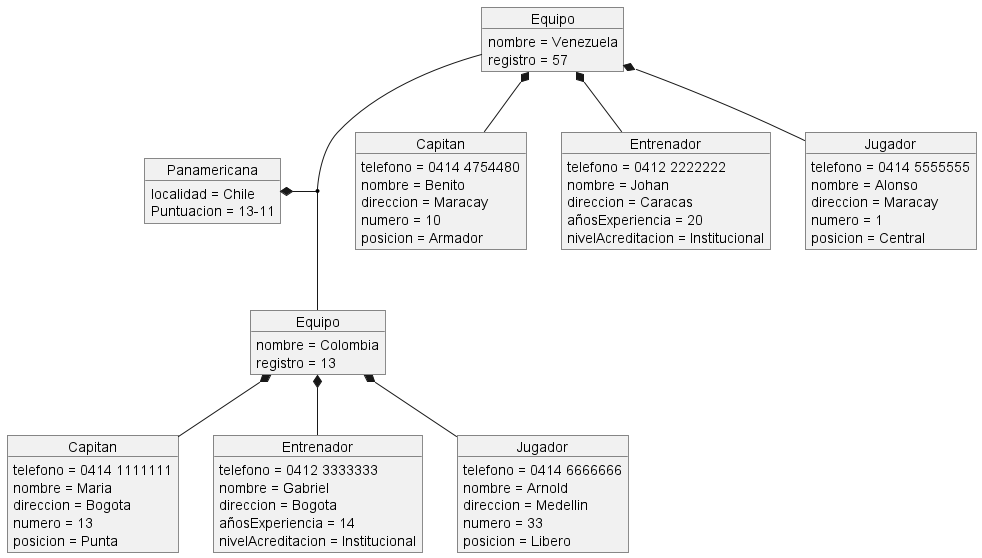 Equipo
nombre = Venezuela
registro = 57
Panamericana
localidad = Chile
Puntuacion = 13-11
Capitan
telefono = 0414 4754480
nombre = Benito
direccion = Maracay
numero = 10
posicion = Armador
Entrenador
telefono = 0412 2222222
nombre = Johan
direccion = Caracas
añosExperiencia = 20
nivelAcreditacion = Institucional
Jugador
telefono = 0414 5555555
nombre = Alonso
direccion = Maracay
numero = 1
posicion = Central
Equipo
nombre = Colombia
registro = 13
Capitan
telefono = 0414 1111111
nombre = Maria
direccion = Bogota
numero = 13
posicion = Punta
Entrenador
telefono = 0412 3333333
nombre = Gabriel
direccion = Bogota
añosExperiencia = 14
nivelAcreditacion = Institucional
Jugador
telefono = 0414 6666666
nombre = Arnold
direccion = Medellin
numero = 33
posicion = Libero